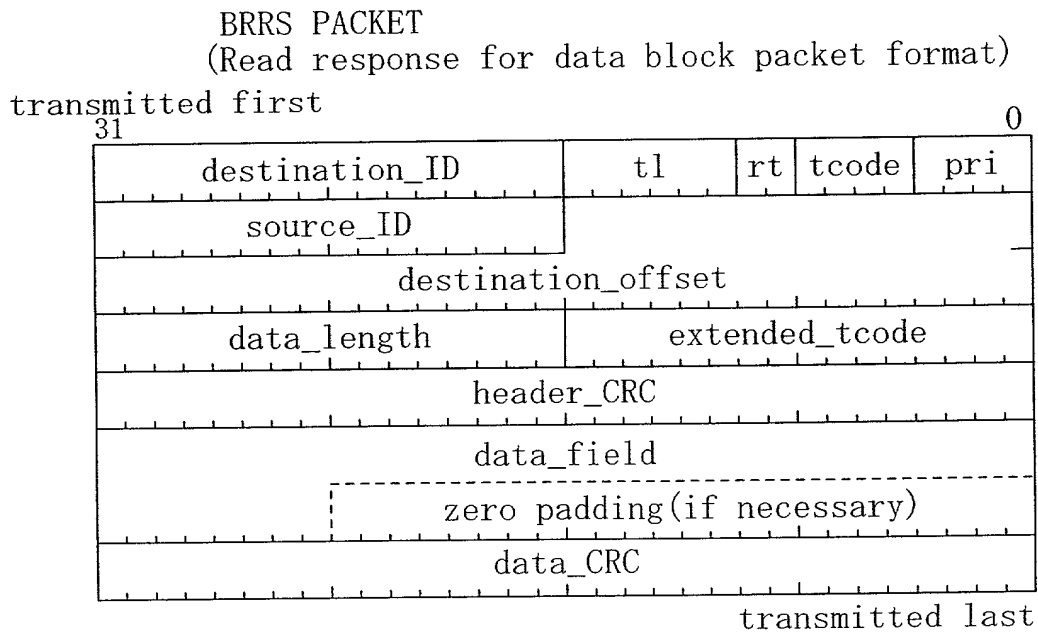 BRRS PACKET
(Read response for data block packet format)
transmitted first
31 0
destination_ID tl rt tcode pri
source_ID
destination_offset
data_length extended_tcode
header_CRC
data_field
zero padding(if necessary)
data_CRC
transmitted last